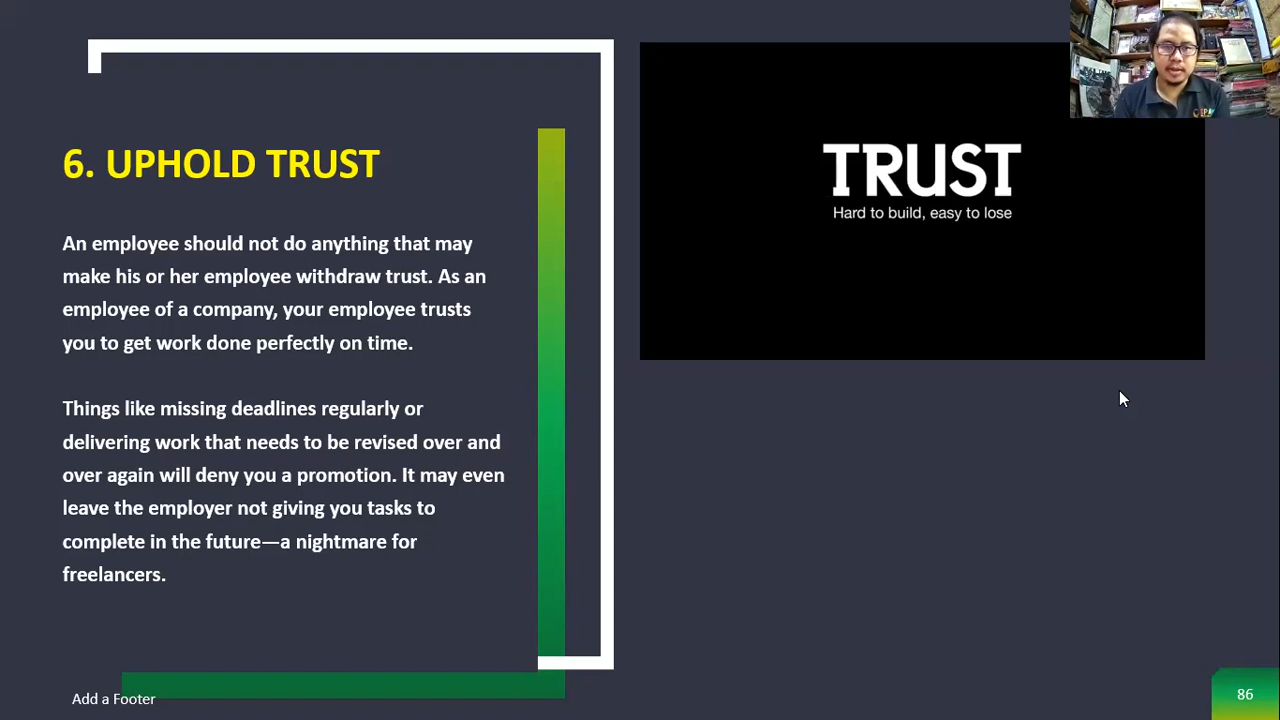 6. UPHOLD TRUST
An employee should not do anything that may
make his or her employee withdraw trust. As an
employee of a company, your employee trusts
you to get work done perfectly on time.
Things like missing deadlines regularly or
delivering work that needs to be revised over and
over again will deny you a promotion. It may even
leave the employer not giving you tasks to
complete in the future—a nightmare for
freelancers.
TRUST
Hard to build, easy to lose
Add a Footer
86